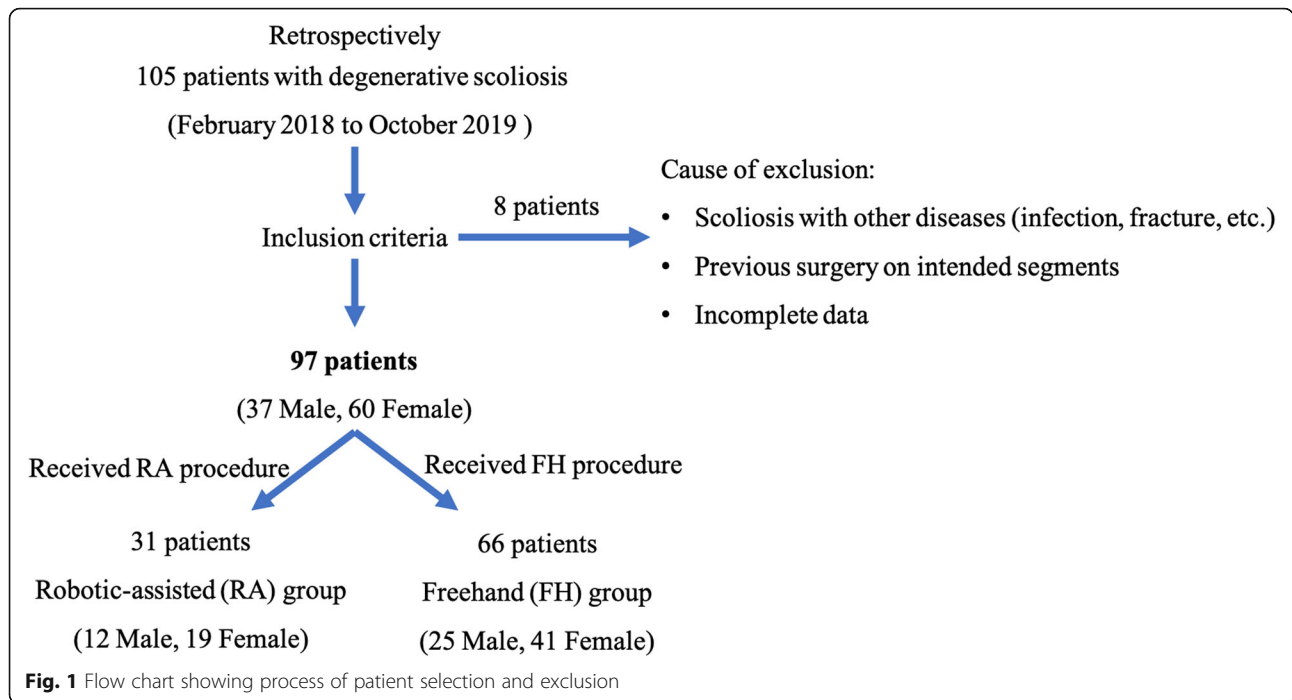 Retrospectively
105 patients with degenerative scoliosis
(February 2018 to October 2019 )
Cause of exclusion:
8 patients
• Scoliosis with other diseases (infection, fracture, etc.)
Inclusion criteria
• Previous surgery on intended segments
• Incomplete data
97 patients
(37 Male, 60 Female)
Received RA procedure
Received FH procedure
31 patients
Robotic-assisted (RA) group
(12 Male, 19 Female)
66 patients
Freehand (FH) group
(25 Male, 41 Female)
Fig. 1 Flow chart showing process of patient selection and exclusion